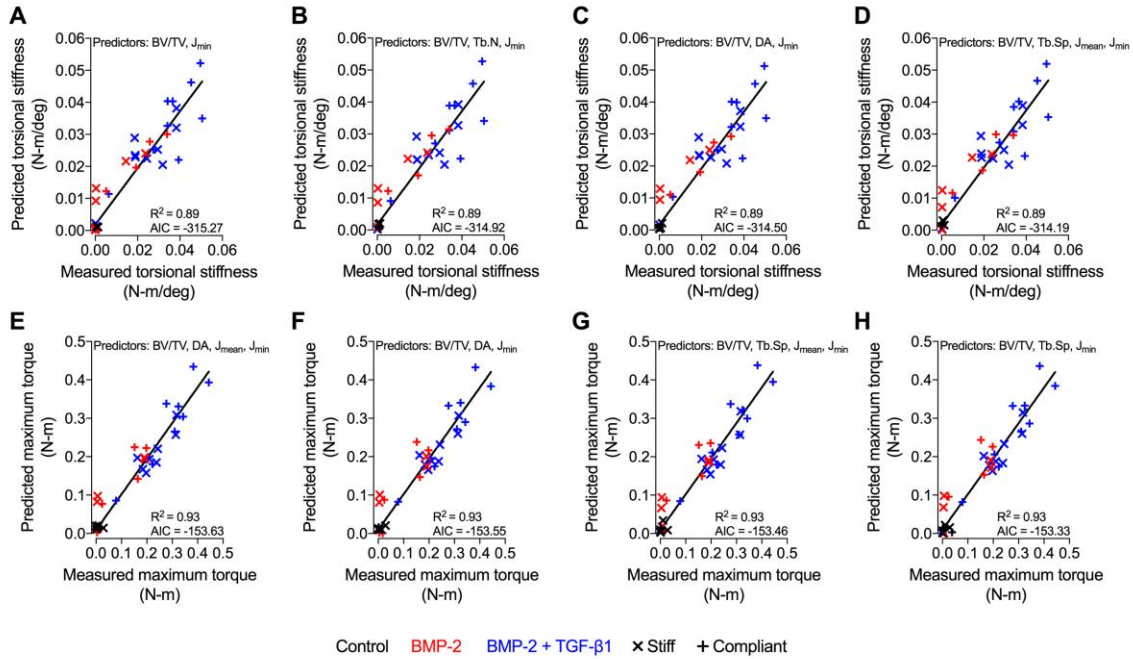 A
Predictors: BV/TV, Jmin
Predicted torsional stiffness
(N-m/deg)
0.06
0.05
0.04
0.03
0.02
0.01
0.00
R2 = 0.89
AIC = -315.27
0.00 0.02 0.04 0.06
Measured torsional stiffness
(N-m/deg)
B
Predictors: BV/TV, Tb.N, Jmin
Predicted torsional stiffness
(N-m/deg)
0.06
0.05
0.04
0.03
0.02
0.01
0.00
R2 = 0.89
AIC = -314.92
0.00 0.02 0.04 0.06
Measured torsional stiffness
(N-m/deg)
C
Predictors: BV/TV, DA, Jmin
Predicted torsional stiffness
(N-m/deg)
0.06
0.05
0.04
0.03
0.02
0.01
0.00
R2 = 0.89
AIC = -314.50
0.00 0.02 0.04 0.06
Measured torsional stiffness
(N-m/deg)
D
Predictors: BV/TV, Tb.Sp, Jmean, Jmin
Predicted torsional stiffness
(N-m/deg)
0.06
0.05
0.04
0.03
0.02
0.01
0.00
R2 = 0.89
AIC = -314.19
0.00 0.02 0.04 0.06
Measured torsional stiffness
(N-m/deg)
E
Predictors: BV/TV, DA, Jmean, Jmin
Predicted maximum torque
(N-m)
0.5
0.4
0.3
0.2
0.1
0.0
R2 = 0.93
AIC = -153.63
0.0 0.1 0.2 0.3 0.4 0.5
Measured maximum torque
(N-m)
F
Predictors: BV/TV, DA, Jmin
Predicted maximum torque
(N-m)
0.5
0.4
0.3
0.2
0.1
0.0
R2 = 0.93
AIC = -153.55
0.0 0.1 0.2 0.3 0.4 0.5
Measured maximum torque
(N-m)
G
Predictors: BV/TV, Tb.Sp, Jmean, Jmin
Predicted maximum torque
(N-m)
0.5
0.4
0.3
0.2
0.1
0.0
R2 = 0.93
AIC = -153.46
0.0 0.1 0.2 0.3 0.4 0.5
Measured maximum torque
(N-m)
H
Predictors: BV/TV, Tb.Sp, Jmin
Predicted maximum torque
(N-m)
0.5
0.4
0.3
0.2
0.1
0.0
R2 = 0.93
AIC = -153.33
0.0 0.1 0.2 0.3 0.4 0.5
Measured maximum torque
(N-m)
Control BMP-2 BMP-2 + TGF-β1 × Stiff + Compliant